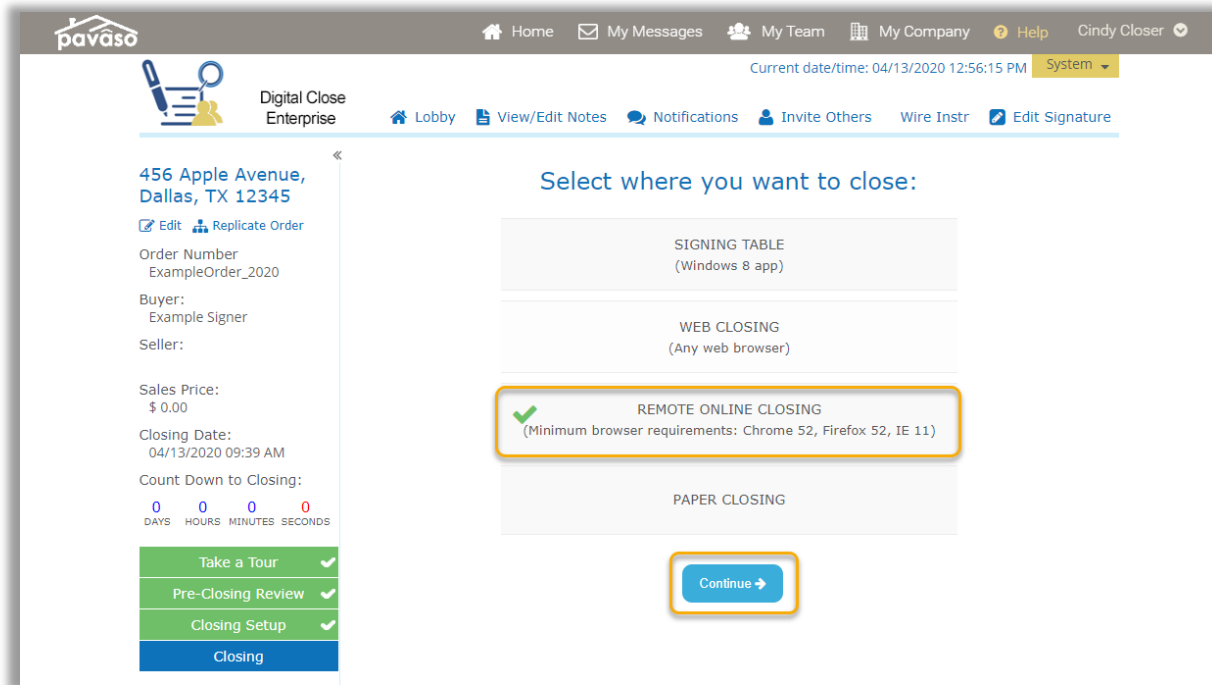 pavaso
Home My Messages My Team My Company ? Help Cindy Closer
Current date/time: 04/13/2020 12:56:15 PM System
Digital Close
Enterprise
Lobby View/Edit Notes Notifications Invite Others Wire Instr Edit Signature
«
456 Apple Avenue,
Dallas, TX 12345
Edit Replicate Order
Order Number
ExampleOrder_2020
Buyer:
Example Signer
Seller:
Sales Price:
$ 0.00
Closing Date:
04/13/2020 09:39 AM
Count Down to Closing:
0 0 0 0
DAYS HOURS MINUTES SECONDS
Take a Tour
Pre-Closing Review
Closing Setup
Closing
Select where you want to close:
SIGNING TABLE
(Windows 8 app)
WEB CLOSING
(Any web browser)
REMOTE ONLINE CLOSING
(Minimum browser requirements: Chrome 52, Firefox 52, IE 11)
PAPER CLOSING
Continue →